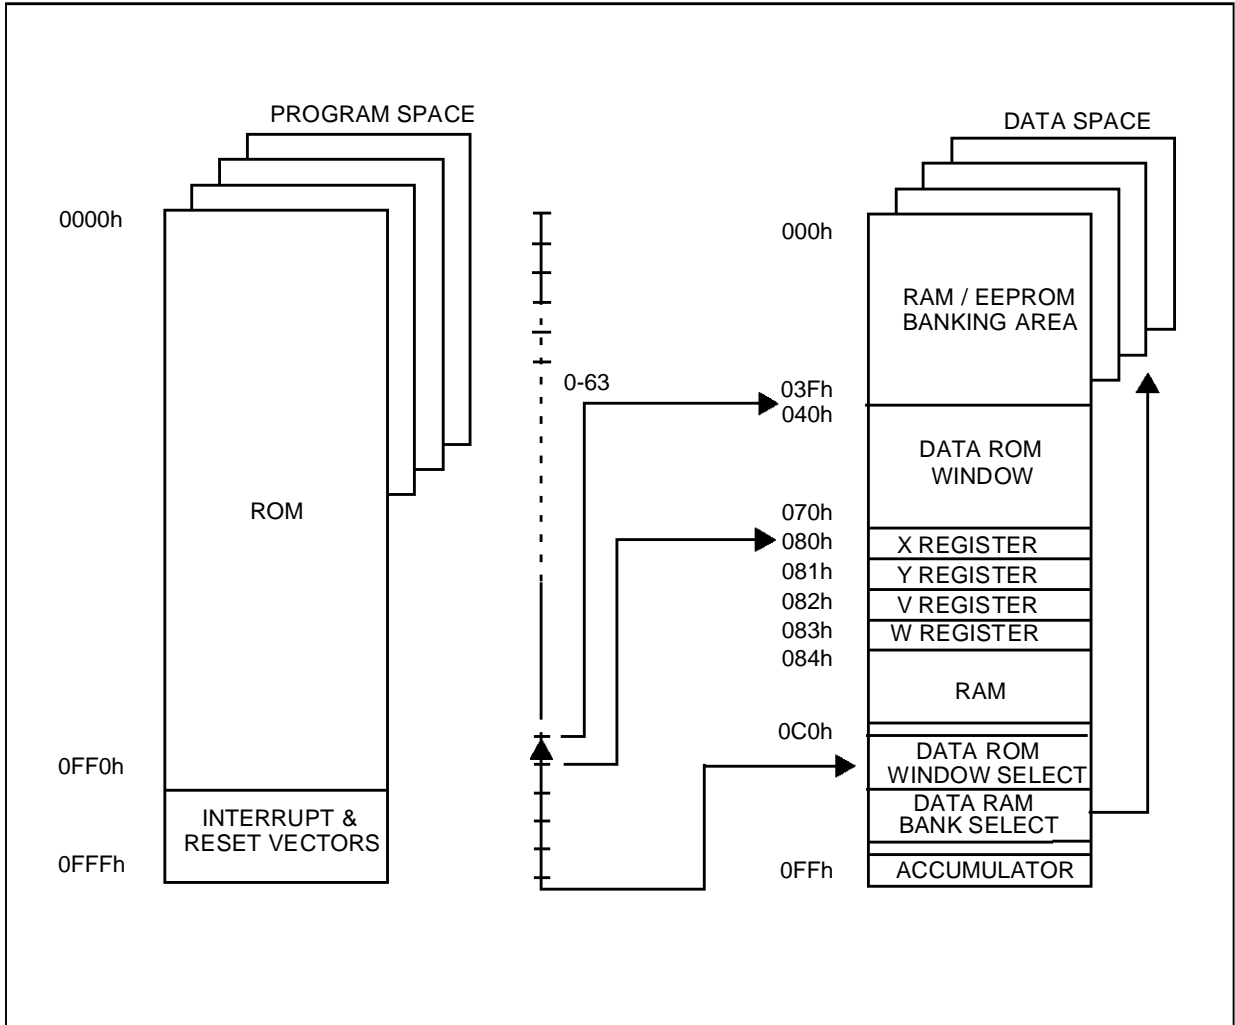 PROGRAM SPACE
0000h
ROM
0FF0h
INTERRUPT &
RESET VECTORS
0FFFh
0-63
DATA SPACE
000h
RAM / EEPROM
BANKING AREA
03Fh
040h
DATA ROM
WINDOW
070h
080h
X REGISTER
081h
Y REGISTER
082h
V REGISTER
083h
W REGISTER
084h
RAM
0C0h
DATA ROM
WINDOW SELECT
DATA RAM
BANK SELECT
0FFh
ACCUMULATOR